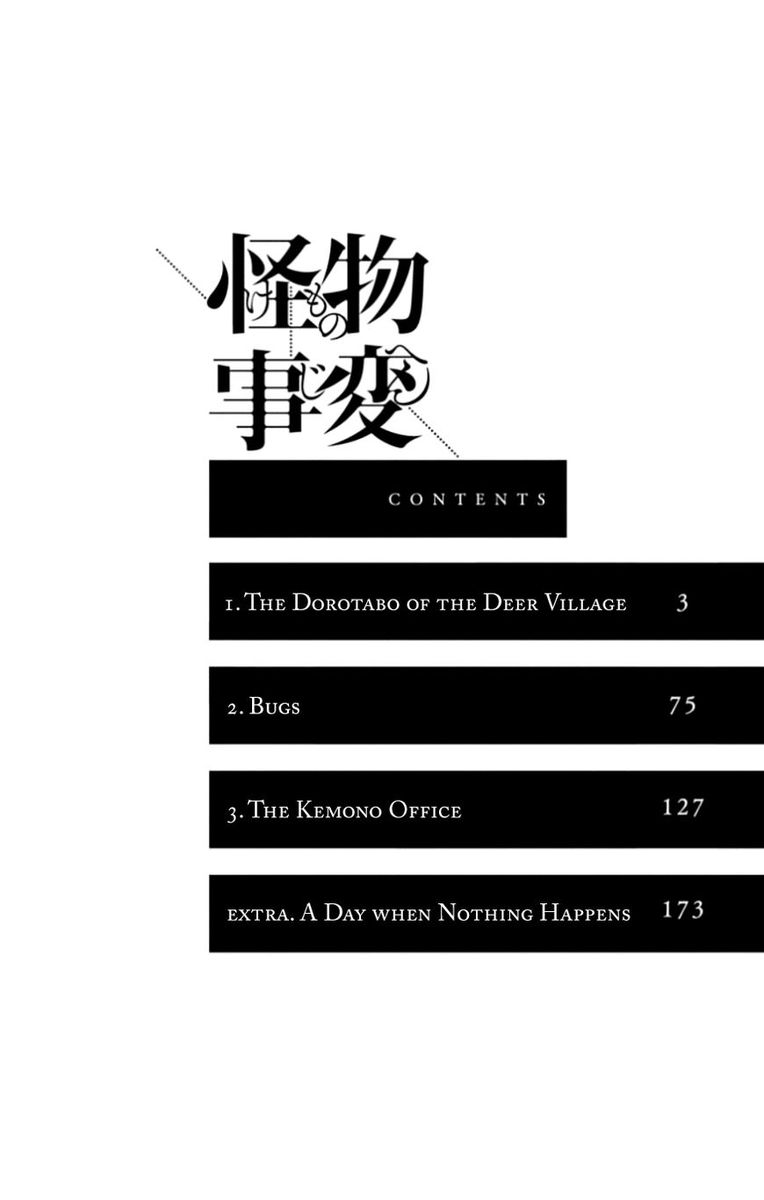 怪物
けもの
事変
じへん
CONTENTS
1. The Dorotabo of the Deer Village 3
2. Bugs 75
3. The Kemono Office 127
extra. A Day when Nothing Happens 173